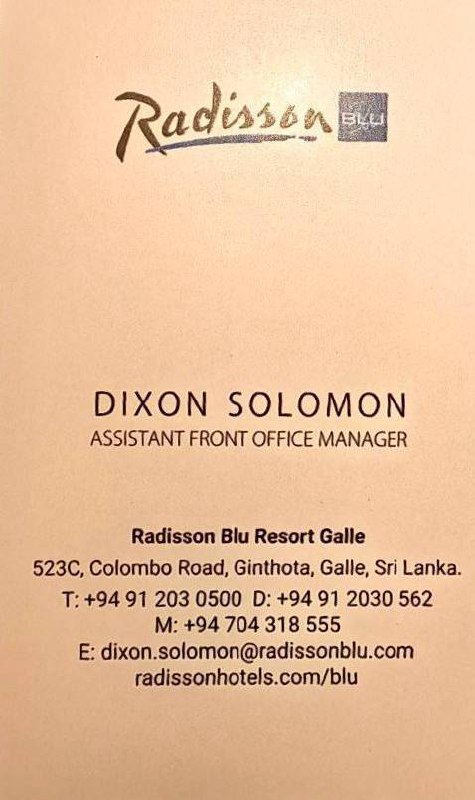 Radisson BLU
DIXON SOLOMON
ASSISTANT FRONT OFFICE MANAGER
Radisson Blu Resort Galle
523C, Colombo Road, Ginthota, Galle, Sri Lanka.
T: +94 91 203 0500 D: +94 91 2030 562
M: +94 704 318 555
E: dixon.solomon@radissonblu.com
radissonhotels.com/blu